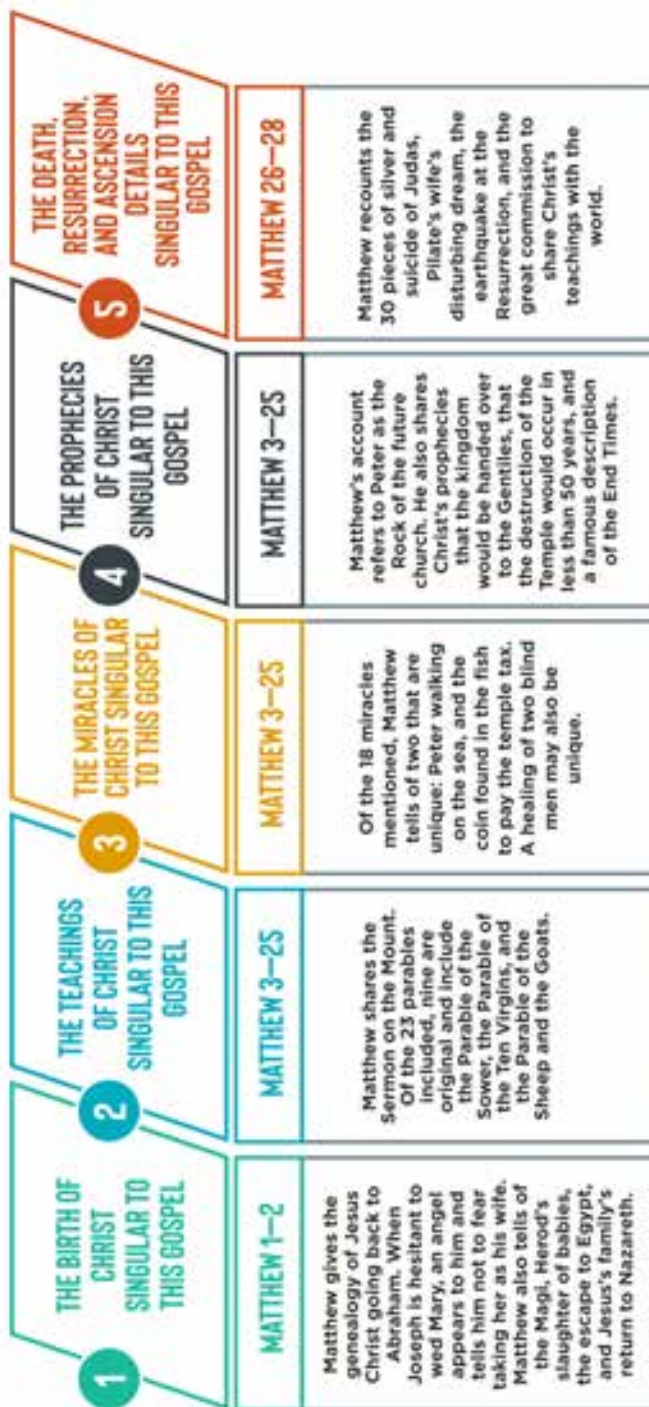 1
THE BIRTH OF
CHRIST
SINGULAR TO
THIS GOSPEL
MATTHEW 1–2
Matthew gives the
genealogy of Jesus
Christ going back to
Abraham. When
Joseph is hesitant to
wed Mary, an angel
appears to him and
tells him not to fear
taking her as his wife.
Matthew also tells of
the Magi, Herod's
slaughter of babies,
the escape to Egypt,
and Jesus's family's
return to Nazareth.
2
THE TEACHINGS
OF CHRIST
SINGULAR TO THIS
GOSPEL
MATTHEW 3–25
Matthew shares the
Sermon on the Mount.
Of the 23 parables
included, nine are
original and include
the Parable of the
Sower, the Parable of
the Ten Virgins, and
the Parable of the
Sheep and the Goats.
3
THE MIRACLES OF
CHRIST SINGULAR
TO THIS GOSPEL
MATTHEW 3–25
Of the 18 miracles
mentioned, Matthew
tells of two that are
unique: Peter walking
on the sea, and the
coin found in the fish
to pay the temple tax.
A healing of two blind
men may also be
unique.
4
THE PROPHECIES
OF CHRIST
SINGULAR TO THIS
GOSPEL
MATTHEW 3–25
Matthew's account
refers to Peter as the
Rock of the future
church. He also shares
Christ's prophecies
that the kingdom
would be handed over
to the Gentiles, that
the destruction of the
Temple would occur in
less than 50 years, and
a famous description
of the End Times.
5
THE DEATH,
RESURRECTION,
AND ASCENSION
DETAILS
SINGULAR TO THIS
GOSPEL
MATTHEW 26–28
Matthew recounts the
30 pieces of silver and
suicide of Judas,
Pilate's wife's
disturbing dream, the
earthquake at the
Resurrection, and the
great commission to
share Christ's
teachings with the
world.